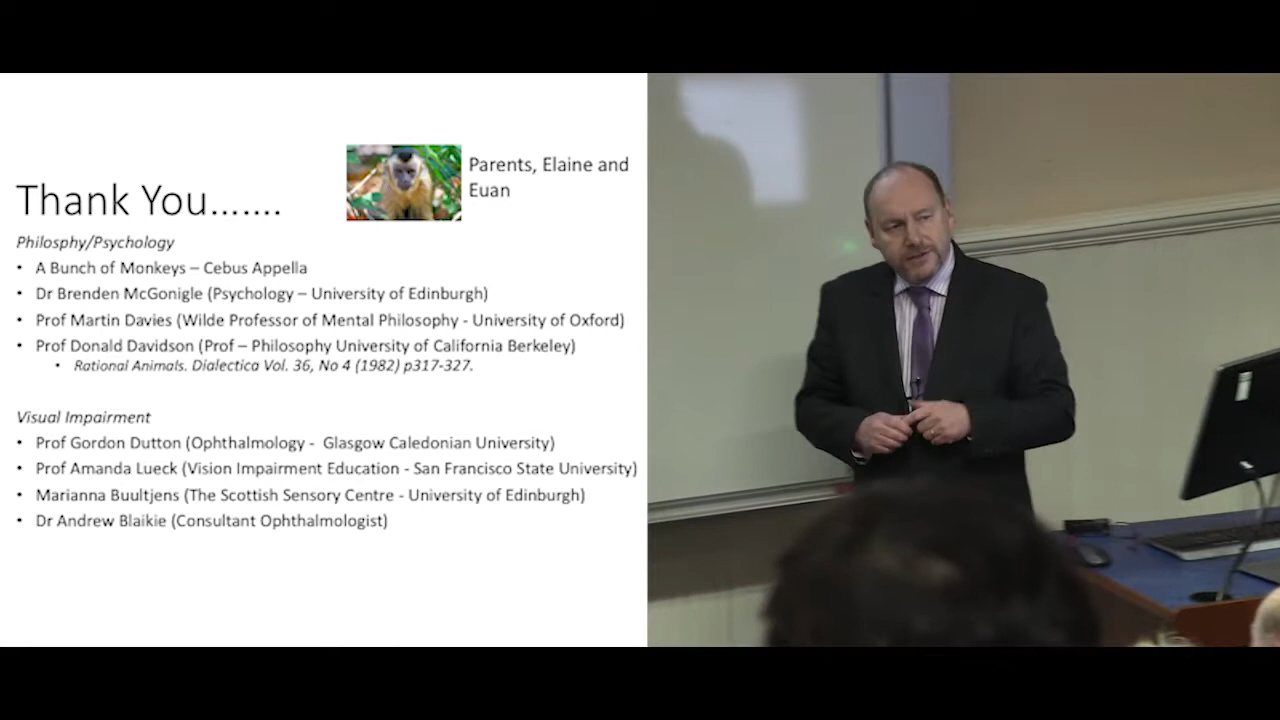 Parents, Elaine and
Euan
Thank You.......
Philosphy/Psychology
• A Bunch of Monkeys – Cebus Appella
• Dr Brenden McGonigle (Psychology – University of Edinburgh)
• Prof Martin Davies (Wilde Professor of Mental Philosophy - University of Oxford)
• Prof Donald Davidson (Prof – Philosophy University of California Berkeley)
• Rational Animals. Dialectica Vol. 36, No 4 (1982) p317-327.
Visual Impairment
• Prof Gordon Dutton (Ophthalmology - Glasgow Caledonian University)
• Prof Amanda Lueck (Vision Impairment Education - San Francisco State University)
• Marianna Buultjens (The Scottish Sensory Centre - University of Edinburgh)
• Dr Andrew Blaikie (Consultant Ophthalmologist)